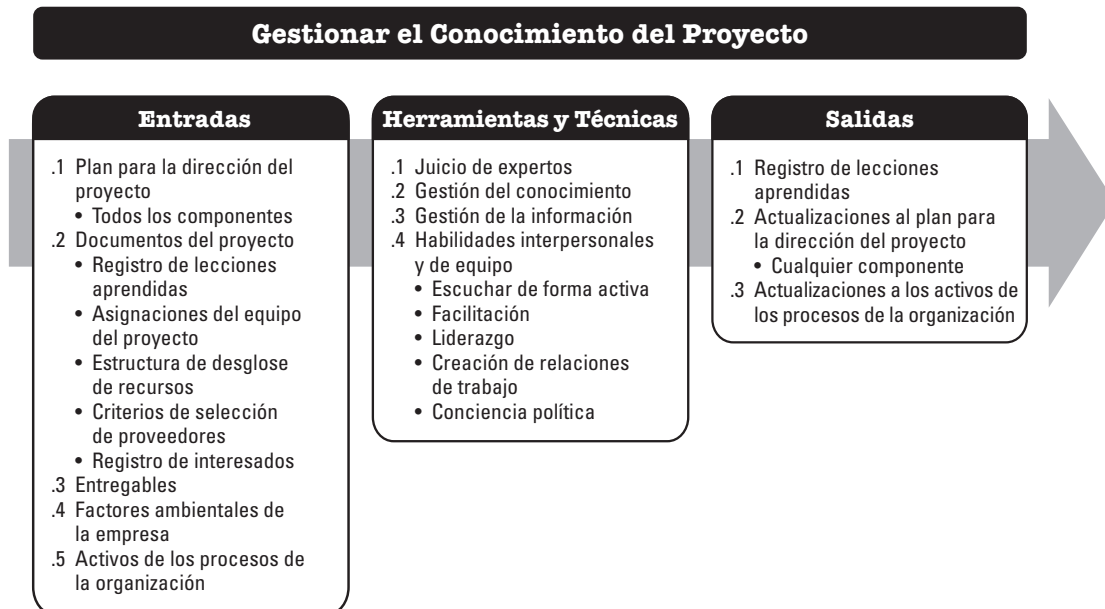 Gestionar el Conocimiento del Proyecto
Entradas
.1 Plan para la dirección del
proyecto
• Todos los componentes
.2 Documentos del proyecto
• Registro de lecciones
aprendidas
• Asignaciones del equipo
del proyecto
• Estructura de desglose
de recursos
• Criterios de selección
de proveedores
• Registro de interesados
.3 Entregables
.4 Factores ambientales de
la empresa
.5 Activos de los procesos de
la organización
Herramientas y Técnicas
.1 Juicio de expertos
.2 Gestión del conocimiento
.3 Gestión de la información
.4 Habilidades interpersonales
y de equipo
• Escuchar de forma activa
• Facilitación
• Liderazgo
• Creación de relaciones
de trabajo
• Conciencia política
Salidas
.1 Registro de lecciones
aprendidas
.2 Actualizaciones al plan para
la dirección del proyecto
• Cualquier componente
.3 Actualizaciones a los activos de
los procesos de la organización